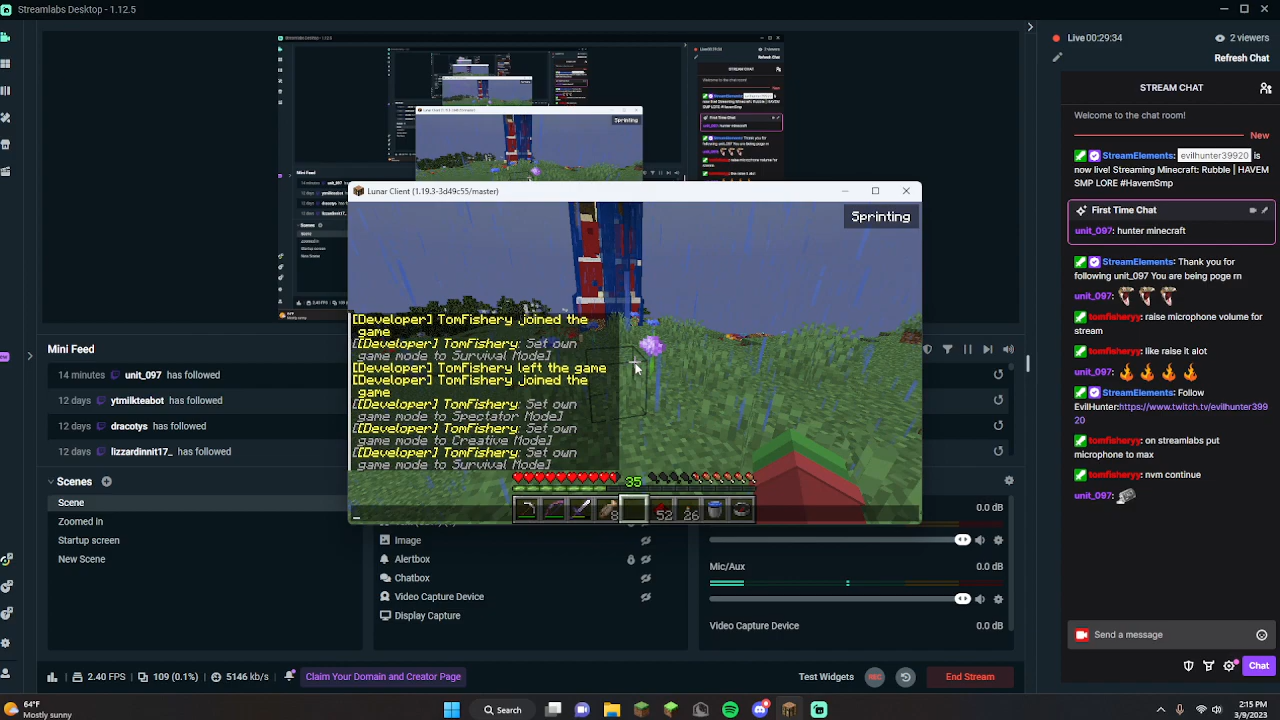 Streamlabs Desktop - 1.12.5
Live00:29:34
2 viewers
Refresh Chat
Welcome to the chat room!
New
StreamElements: evilhunter39920 is
now live! Streaming Minecraft: Rubble | HAVEN
SMP LORE #HavenSmp
First Time Chat
unit_097: hunter minecraft
StreamElements: Thank you for
following unit_097 You are being page rn
unit_097:
tomfisheryy: raise microphone volume for
stream
tomfisheryy: like raise it alot
unit_097:
StreamElements: Follow
EvilHunter:https://www.twitch.tv/evilhunter399
20
tomfisheryy: on streamlabs put
microphone to max
tomfisheryy: nvm continue
unit_097:
Send a message
Chat
Lunar Client (1.19.3-3d49c55/master)
Sprinting
[Developer] TomFishery joined the
game
[[Developer] TomFishery: Set own
game mode to Survival Mode]
[Developer] TomFishery left the game
[Developer] TomFishery joined the
game
[[Developer] TomFishery: Set own
game mode to Spectator Mode]
[[Developer] TomFishery: Set own
game mode to Creative Mode]
[[Developer] TomFishery: Set own
game mode to Survival Mode]
35
8
52
26
Mini Feed
14 minutes unit_097 has followed
12 days ytmilkteabot has followed
12 days dracotys has followed
12 days lizzardinni17_ has followed
Scenes
Scene
Zoomed in
Startup screen
New Scene
Image
Alertbox
Chatbox
Video Capture Device
Display Capture
0.0 dB
Mic/Aux
0.0 dB
Video Capture Device
0.0 dB
2.40 FPS
109 (0.1%)
5146 kb/s
Claim Your Domain and Creator Page
Test Widgets
REC
End Stream
64°F
Mostly sunny
Search
2:15 PM
3/9/2023